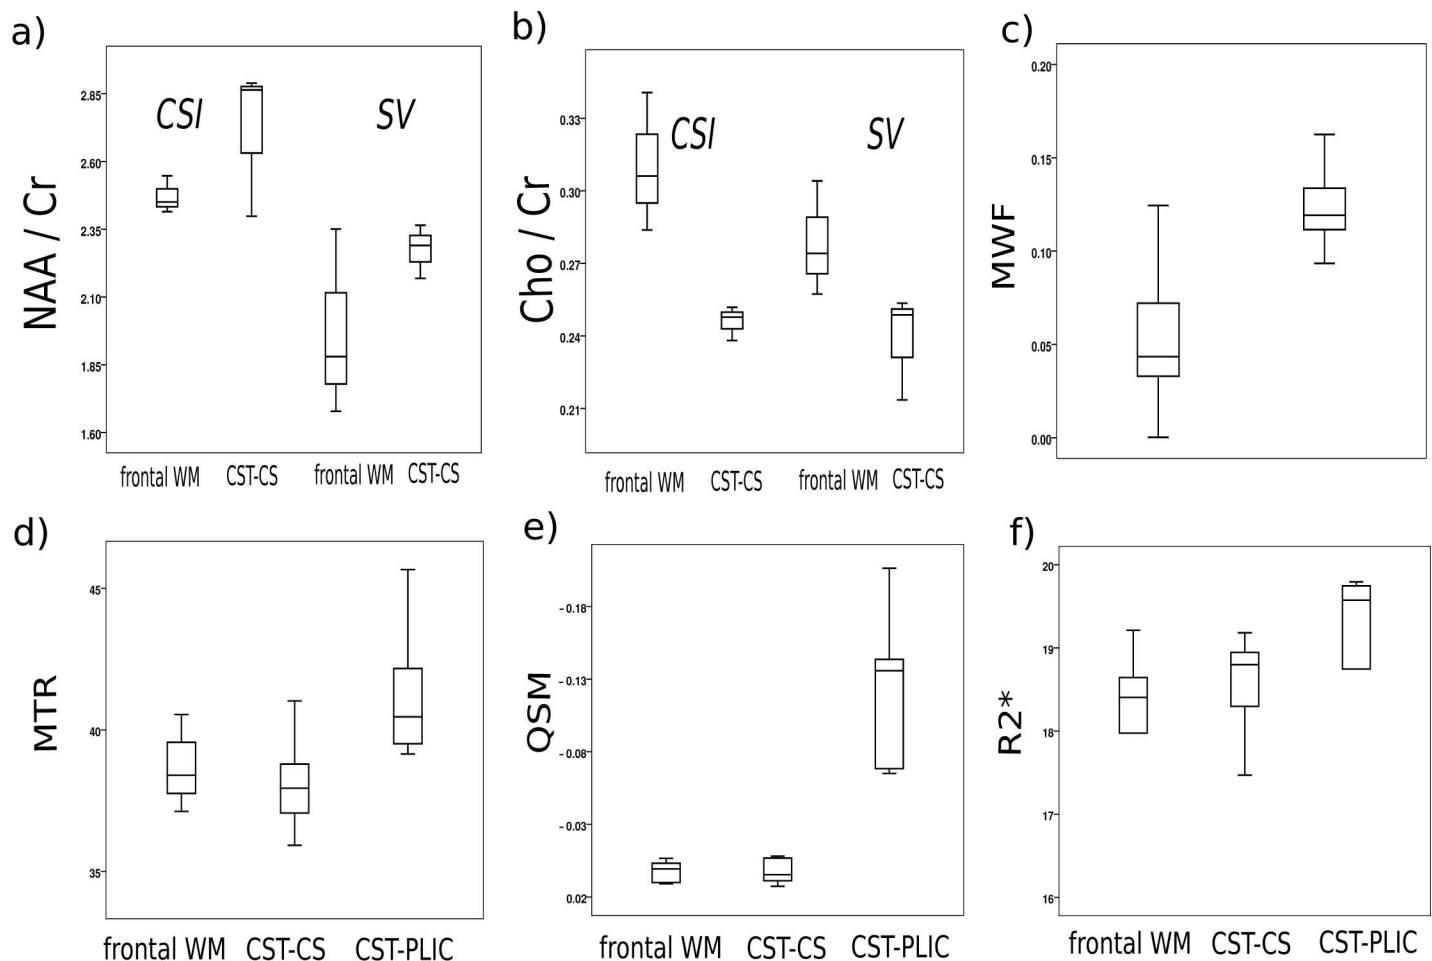 a)
NAA / Cr
2.85
2.60
2.35
2.10
1.85
1.60
CSI
SV
frontal WM CST-CS frontal WM CST-CS
b)
Cho / Cr
0.33
0.30
0.27
0.24
0.21
CSI
SV
frontal WM CST-CS frontal WM CST-CS
c)
MWF
0.20
0.15
0.10
0.05
0.00
d)
MTR
45
40
35
frontal WM CST-CS CST-PLIC
e)
QSM
-0.18
-0.13
-0.08
-0.03
0.02
frontal WM CST-CS CST-PLIC
f)
R2*
20
19
18
17
16
frontal WM CST-CS CST-PLIC